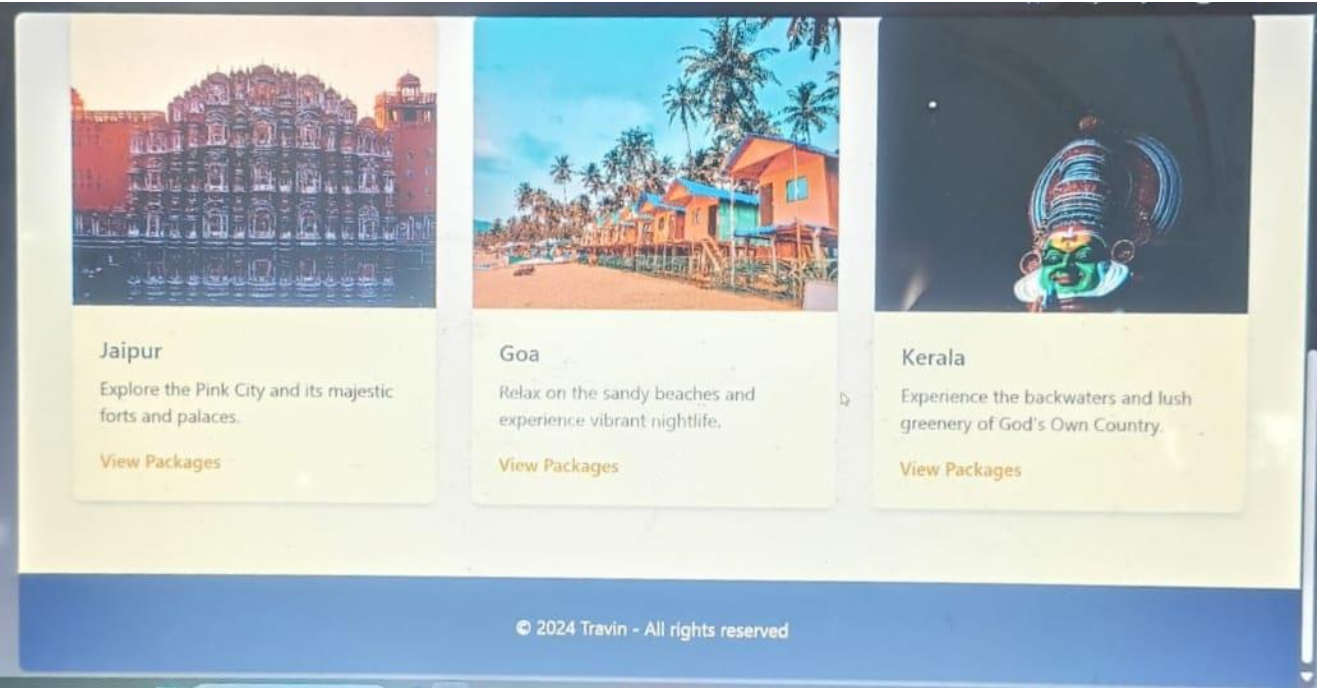 Jaipur
Explore the Pink City and its majestic
forts and palaces.
View Packages
Goa
Relax on the sandy beaches and
experience vibrant nightlife.
View Packages
Kerala
Experience the backwaters and lush
greenery of God's Own Country.
View Packages
© 2024 Travin - All rights reserved